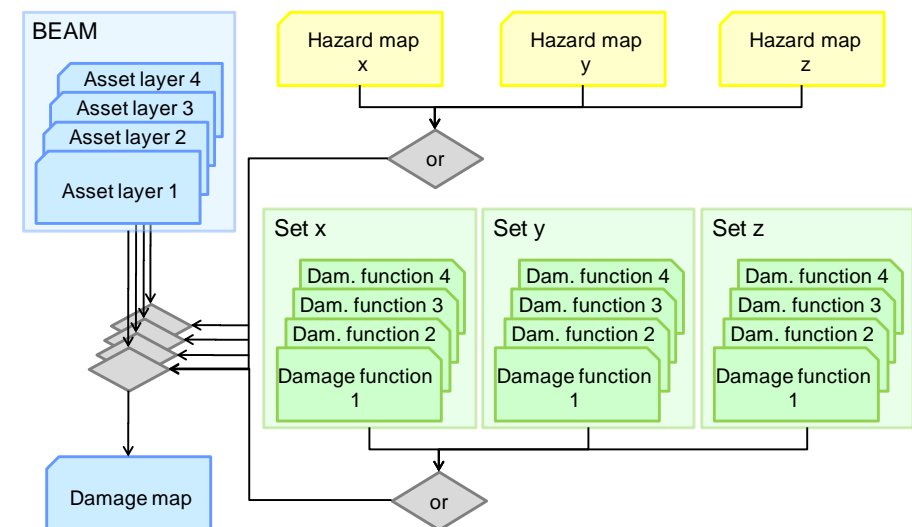 BEAM
Asset layer 4
Asset layer 3
Asset layer 2
Asset layer 1
Hazard map
x
Hazard map
y
Hazard map
z
or
Set x
Dam. function 4
Dam. function 3
Dam. function 2
Damage function
1
Set y
Dam. function 4
Dam. function 3
Dam. function 2
Damage function
1
Set z
Dam. function 4
Dam. function 3
Dam. function 2
Damage function
1
or
Damage map